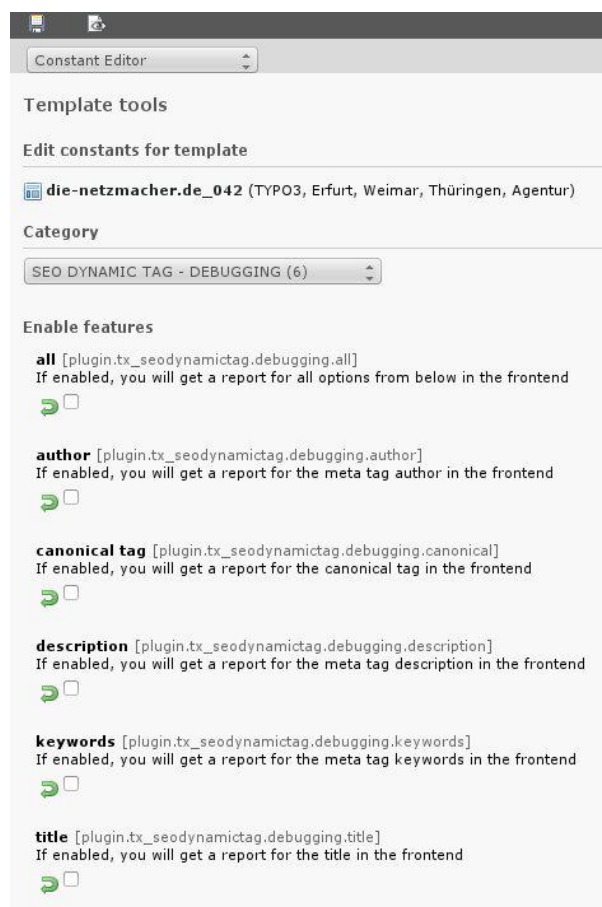 Constant Editor
Template tools
Edit constants for template
die-netzmacher.de_042 (TYPO3, Erfurt, Weimar, Thüringen, Agentur)
Category
SEO DYNAMIC TAG - DEBUGGING (6)
Enable features
all [plugin.tx_seodynamictag.debugging.all]
If enabled, you will get a report for all options from below in the frontend
author [plugin.tx_seodynamictag.debugging.author]
If enabled, you will get a report for the meta tag author in the frontend
canonical tag [plugin.tx_seodynamictag.debugging.canonical]
If enabled, you will get a report for the canonical tag in the frontend
description [plugin.tx_seodynamictag.debugging.description]
If enabled, you will get a report for the meta tag description in the frontend
keywords [plugin.tx_seodynamictag.debugging.keywords]
If enabled, you will get a report for the meta tag keywords in the frontend
title [plugin.tx_seodynamictag.debugging.title]
If enabled, you will get a report for the title in the frontend